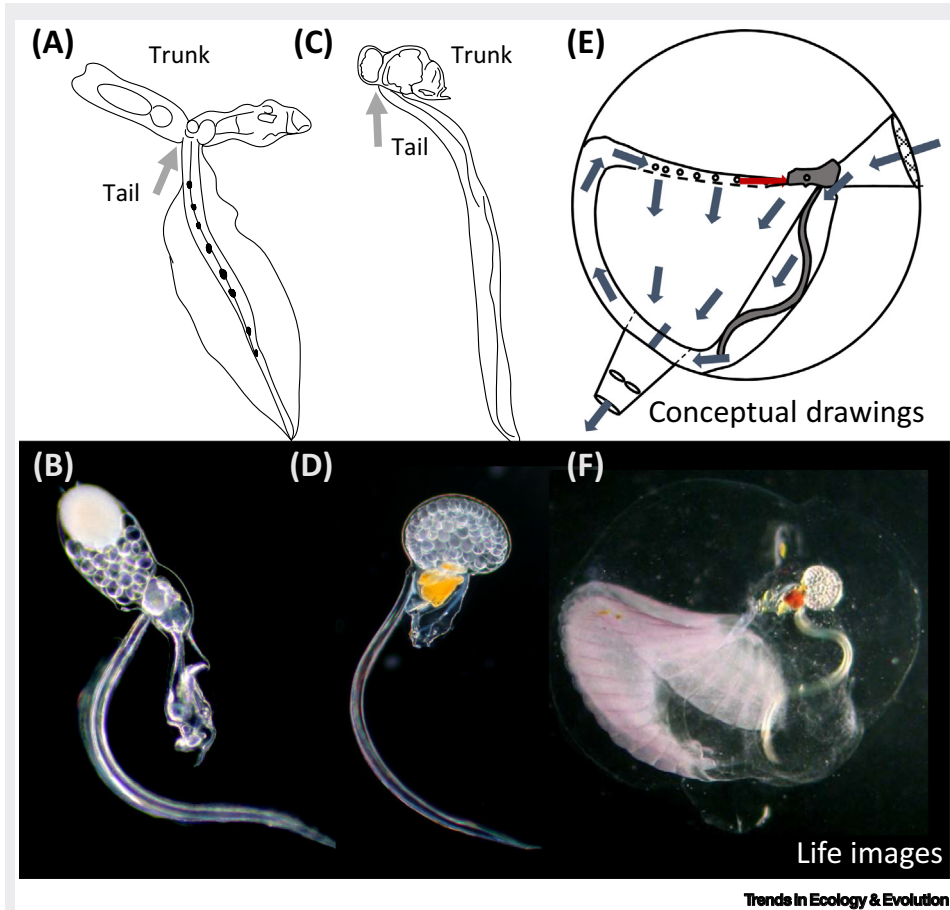 (A)
Trunk
Tail
(C)
Trunk
Tail
(E)
Conceptual drawings
(B)
(D)
(F)
Life images
Trends in Ecology & Evolution